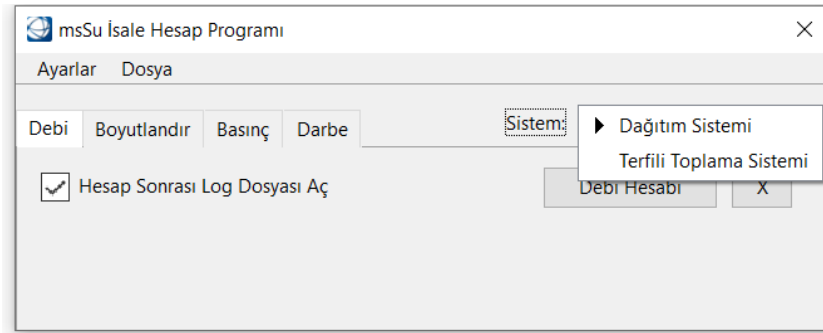 msSu İsale Hesap Programı
Ayarlar Dosya
Debi Boyutlandır Basınç Darbe Sistem: Dağıtım Sistemi
Terfili Toplama Sistemi
Hesap Sonrası Log Dosyası Aç Debi Hesabı X